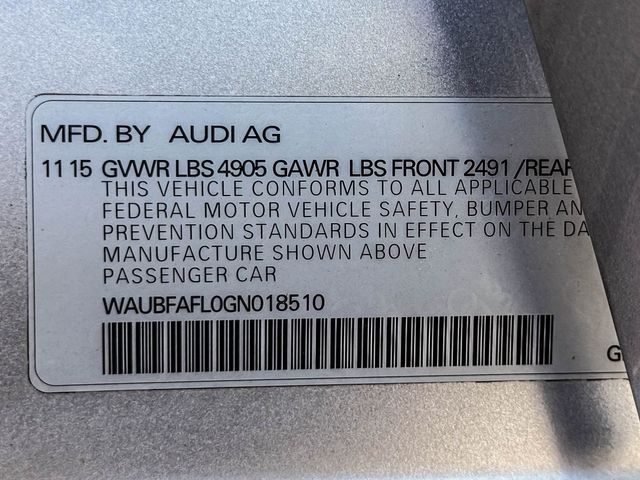 MFD. BY AUDI AG
11 15 GVWR LBS 4905 GAWR LBS FRONT 2491 /REAR
THIS VEHICLE CONFORMS TO ALL APPLICABLE
FEDERAL MOTOR VEHICLE SAFETY, BUMPER AN
PREVENTION STANDARDS IN EFFECT ON THE DA
MANUFACTURE SHOWN ABOVE
PASSENGER CAR
WAUBFAFL0GN018510
G